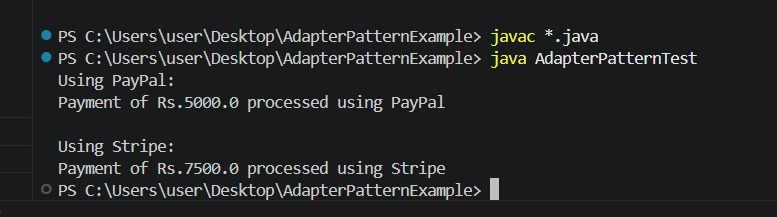 PS C:\Users\user\Desktop\AdapterPatternExample> javac *.java
PS C:\Users\user\Desktop\AdapterPatternExample> java AdapterPatternTest
Using PayPal:
Payment of Rs.5000.0 processed using PayPal

Using Stripe:
Payment of Rs.7500.0 processed using Stripe
PS C:\Users\user\Desktop\AdapterPatternExample>